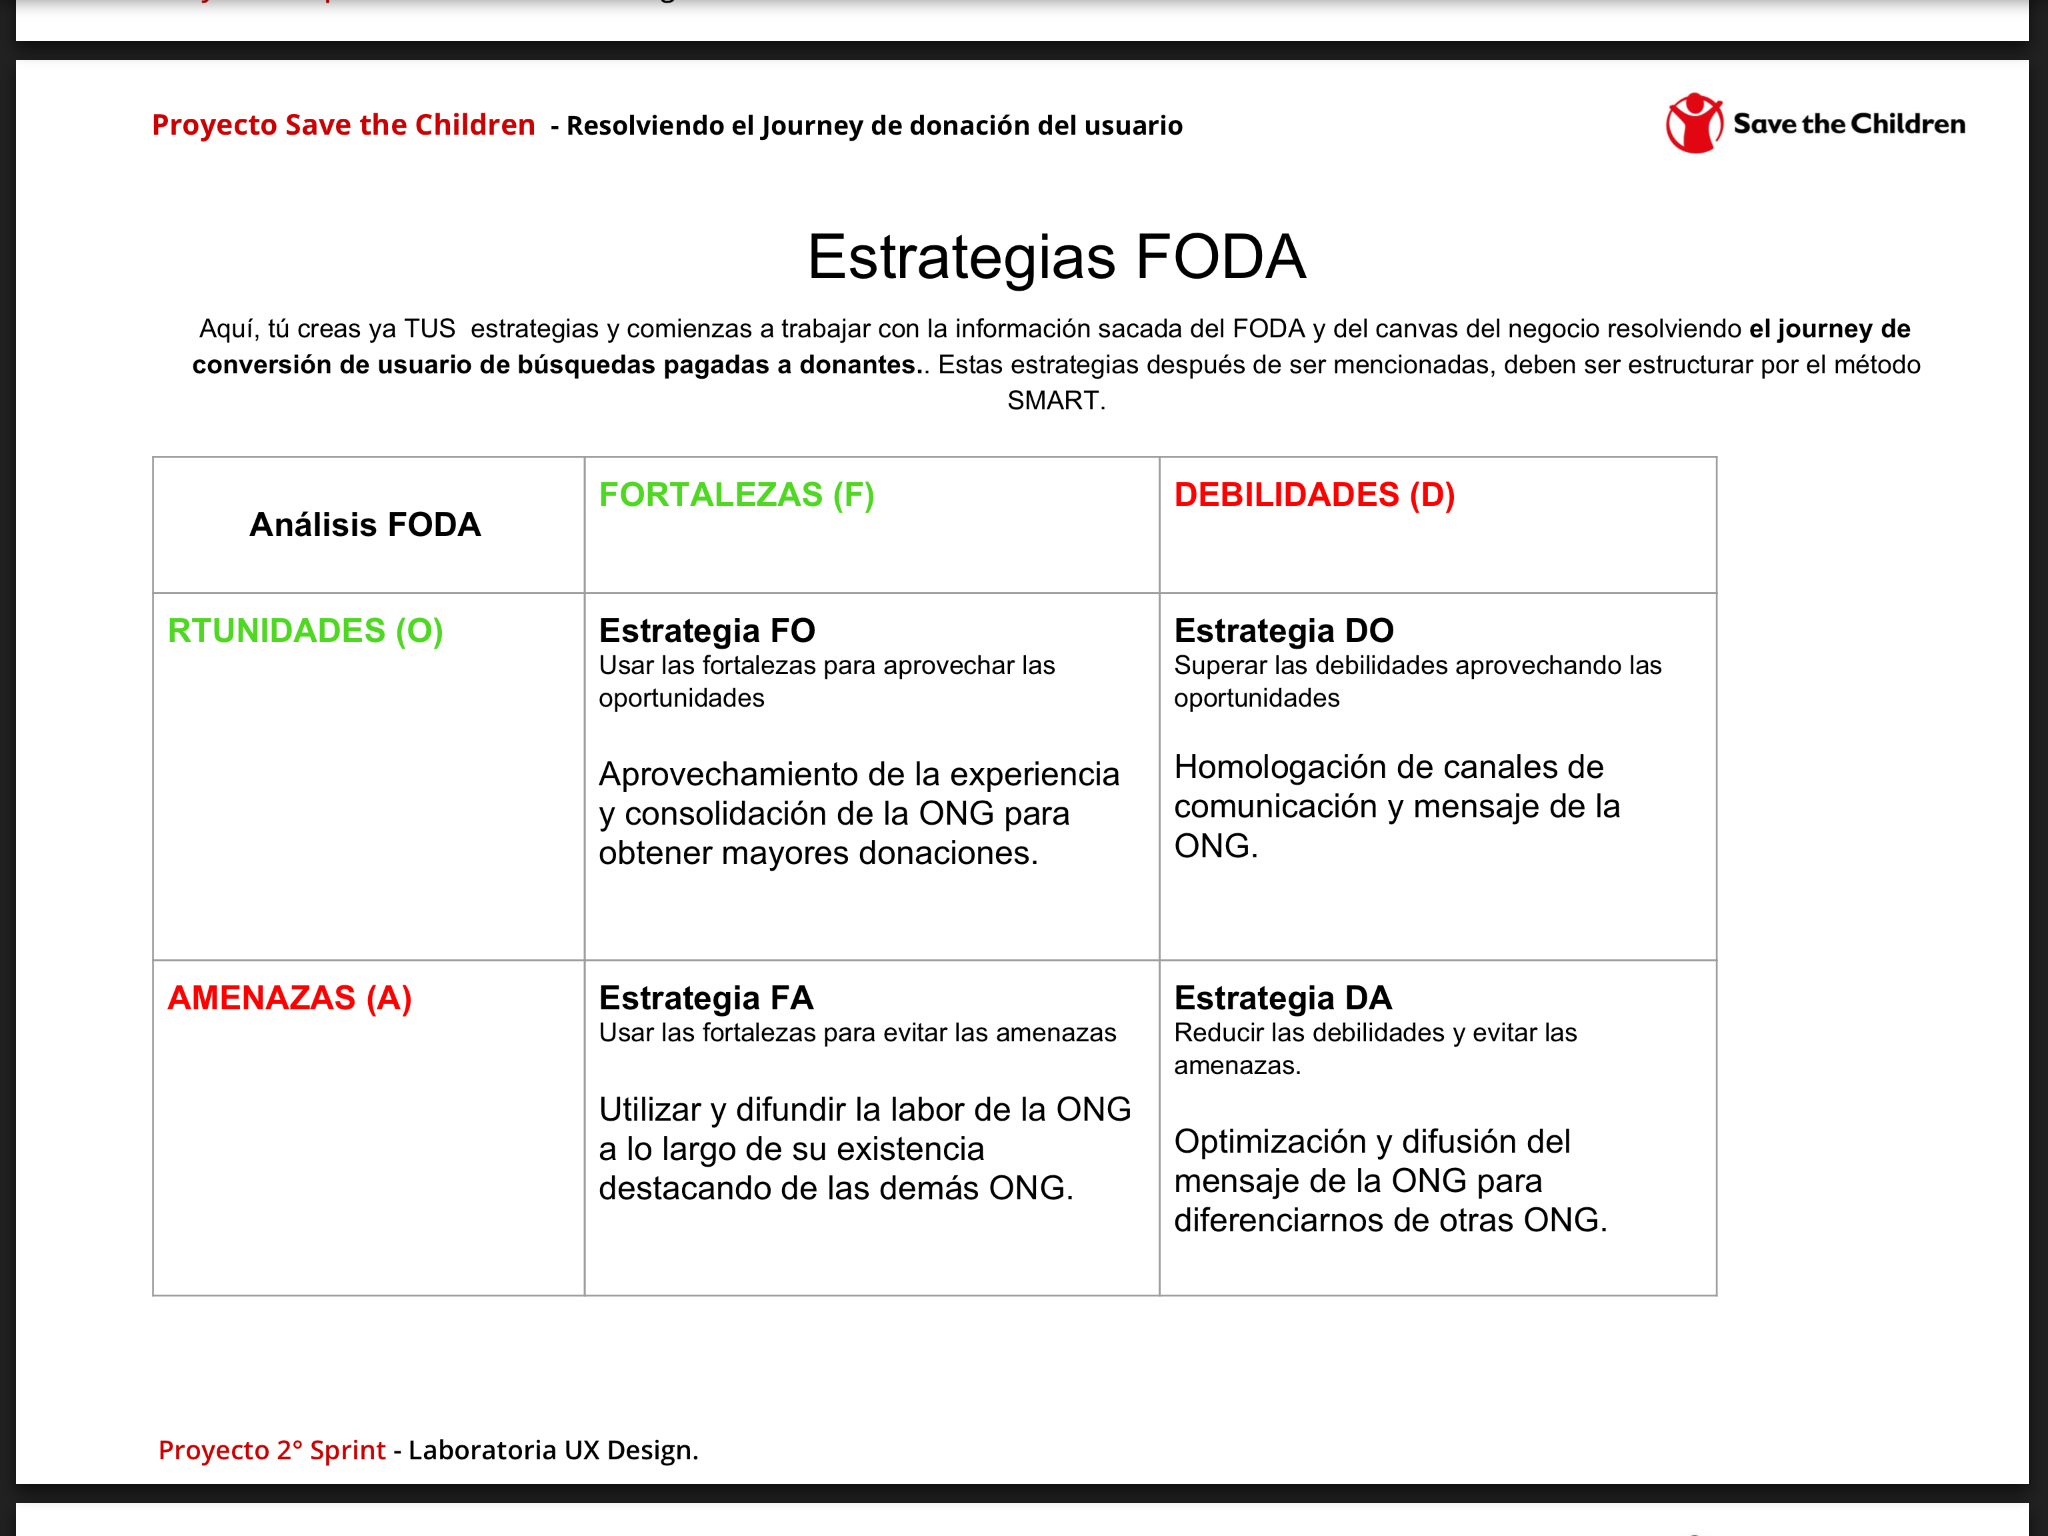 Proyecto Save the Children - Resolviendo el Journey de donación del usuario
Save the Children
Estrategias FODA
Aquí, tú creas ya TUS estrategias y comienzas a trabajar con la información sacada del FODA y del canvas del negocio resolviendo el journey de
conversión de usuario de búsquedas pagadas a donantes.. Estas estrategias después de ser mencionadas, deben ser estructurar por el método
SMART.
Análisis FODA
FORTALEZAS (F)
DEBILIDADES (D)
RTUNIDADES (O)
Estrategia FO
Usar las fortalezas para aprovechar las
oportunidades
Aprovechamiento de la experiencia
y consolidación de la ONG para
obtener mayores donaciones.
Estrategia DO
Superar las debilidades aprovechando las
oportunidades
Homologación de canales de
comunicación y mensaje de la
ONG.
AMENAZAS (A)
Estrategia FA
Usar las fortalezas para evitar las amenazas
Utilizar y difundir la labor de la ONG
a lo largo de su existencia
destacando de las demás ONG.
Estrategia DA
Reducir las debilidades y evitar las
amenazas.
Optimización y difusión del
mensaje de la ONG para
diferenciarnos de otras ONG.
Proyecto 2° Sprint - Laboratoria UX Design.